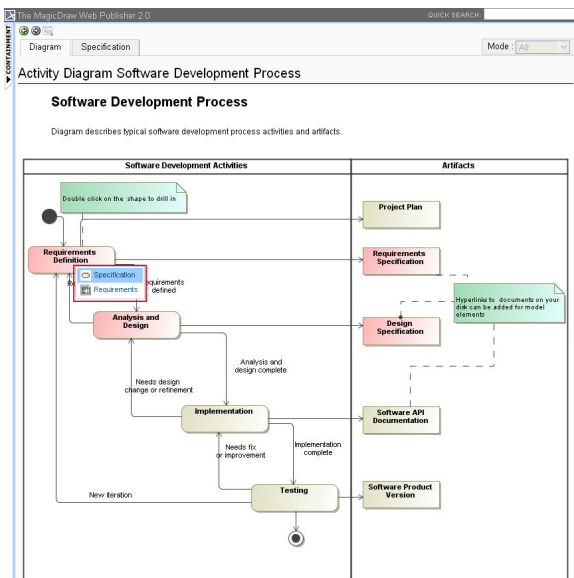 The MagicDraw Web Publisher 2.0
QUICK SEARCH
CONTAINMENT
Diagram
Specification
Mode : All
Activity Diagram Software Development Process
Software Development Process
Diagram describes typical software development process activities and artifacts.
Software Development Activities
Artifacts
Double click on the shape to drill in
Project Plan
Requirements
Definition
Requirements
Specification
Specification
Requirements
equirements
defined
Hyperlinks to documents on your
disk can be added for model
elements
Analysis and
Design
Design
Specification
Analysis and
design complete
Needs design
change or refinement
Implementation
Software API
Documentation
Needs fix
or improvement
Implementation
complete
Testing
Software Product
Version
New iteration